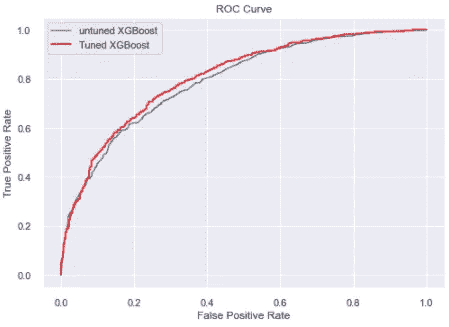 ROC Curve
untuned XGBoost
Tuned XGBoost
1.0
0.8
0.6
0.4
0.2
0.0
True Positive Rate
0.0 0.2 0.4 0.6 0.8 1.0
False Positive Rate